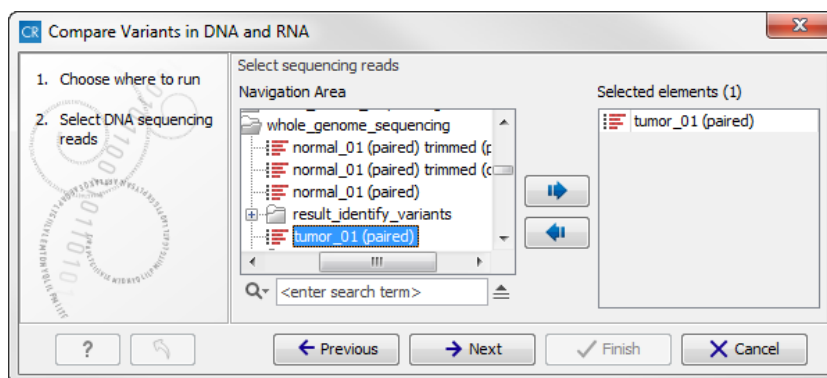 CR Compare Variants in DNA and RNA
1. Choose where to run
2. Select DNA sequencing
reads
Select sequencing reads
Navigation Area
whole_genome_sequencing
normal_01 (paired) trimmed (p
normal_01 (paired) trimmed (c
normal_01 (paired)
result_identify_variants
tumor_01 (paired)
<enter search term>
Selected elements (1)
tumor_01 (paired)
?
Previous
Next
Finish
Cancel